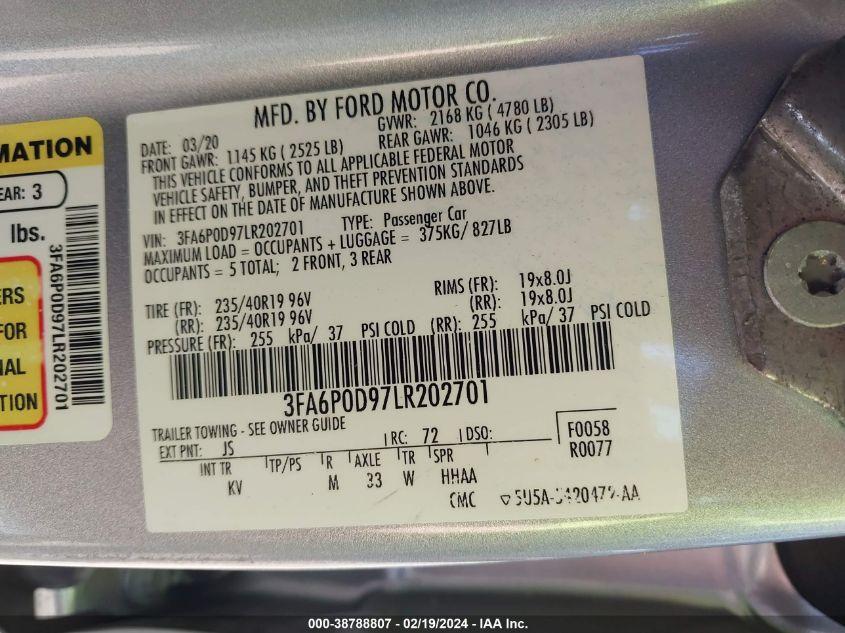 MATION
EAR: 3
lbs.
ERS
FOR
NAL
TION
3FA6P0D97LR202701
MFD. BY FORD MOTOR CO.
DATE: 03/20 GVWR: 2168 KG ( 4780 LB)
FRONT GAWR: 1145 KG ( 2525 LB) REAR GAWR: 1046 KG ( 2305 LB)
THIS VEHICLE CONFORMS TO ALL APPLICABLE FEDERAL MOTOR
VEHICLE SAFETY, BUMPER, AND THEFT PREVENTION STANDARDS
IN EFFECT ON THE DATE OF MANUFACTURE SHOWN ABOVE.
VIN: 3FA6P0D97LR202701 TYPE: Passenger Car
MAXIMUM LOAD = OCCUPANTS + LUGGAGE = 375KG/ 827LB
OCCUPANTS = 5 TOTAL; 2 FRONT, 3 REAR
TIRE (FR): 235/40R19 96V RIMS (FR): 19x8.0J
(RR): 235/40R19 96V (RR): 19x8.0J
PRESSURE (FR): 255 kPa/ 37 PSI COLD (RR): 255 kPa/ 37 PSI COLD
3FA6P0D97LR202701
TRAILER TOWING - SEE OWNER GUIDE
EXT PNT: JS RC: 72 DSO: F0058
INT TR TP/PS R AXLE TR SPR R0077
KV M 33 W HHAA
CMC
000-38788807 - 02/19/2024 - IAA Inc.